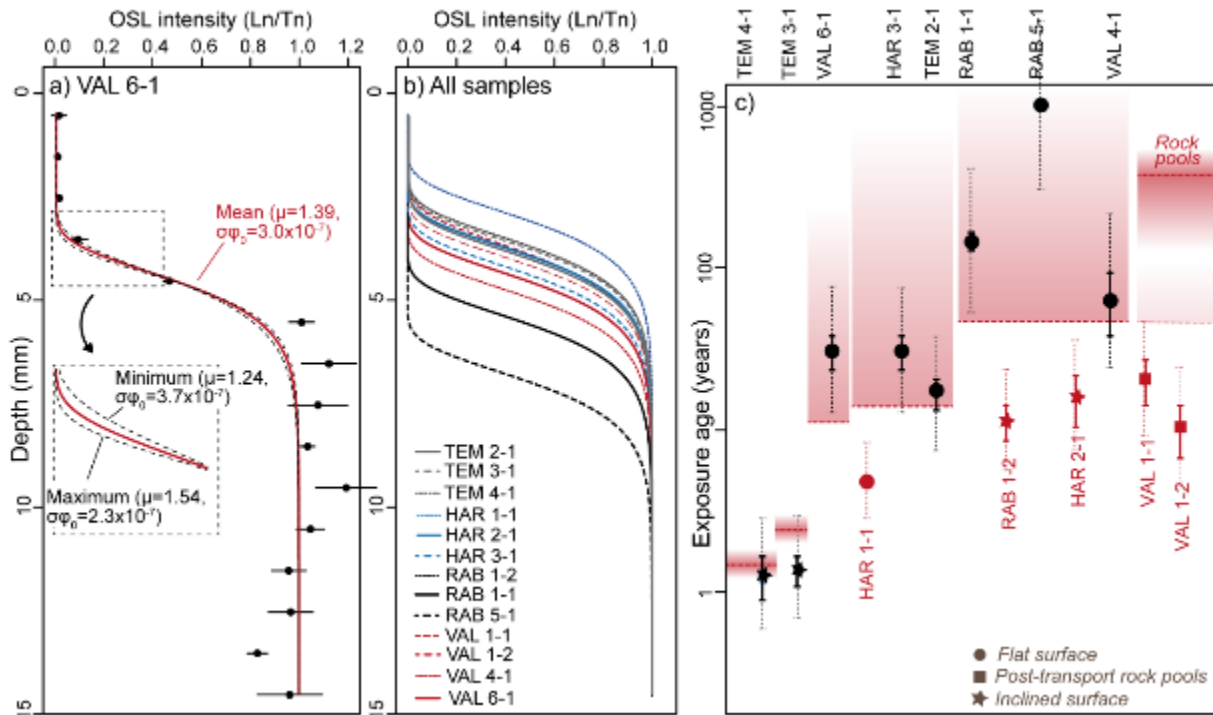 OSL intensity (Ln/Tn)
0.0 0.2 0.4 0.6 0.8 1.0 1.2
a) VAL 6-1
Depth (mm)
0
5
10
15
Mean (μ=1.39,
σφ₀=3.0x10⁻⁷)
Minimum (μ=1.24,
σφ₀=3.7x10⁻⁷)
Maximum (μ=1.54,
σφ₀=2.3x10⁻⁷)
OSL intensity (Ln/Tn)
0.0 0.2 0.4 0.6 0.8 1.0
b) All samples
0
5
10
15
TEM 2-1
TEM 3-1
TEM 4-1
HAR 1-1
HAR 2-1
HAR 3-1
RAB 1-2
RAB 1-1
RAB 5-1
VAL 1-1
VAL 1-2
VAL 4-1
VAL 6-1
TEM 4-1
TEM 3-1
VAL 6-1
HAR 3-1
TEM 2-1
RAB 1-1
RAB 5-1
VAL 4-1
c)
Exposure age (years)
1000
100
1
Rock
pools
HAR 1-1
RAB 1-2
HAR 2-1
VAL 1-1
VAL 1-2
Flat surface
Post-transport rock pools
Inclined surface